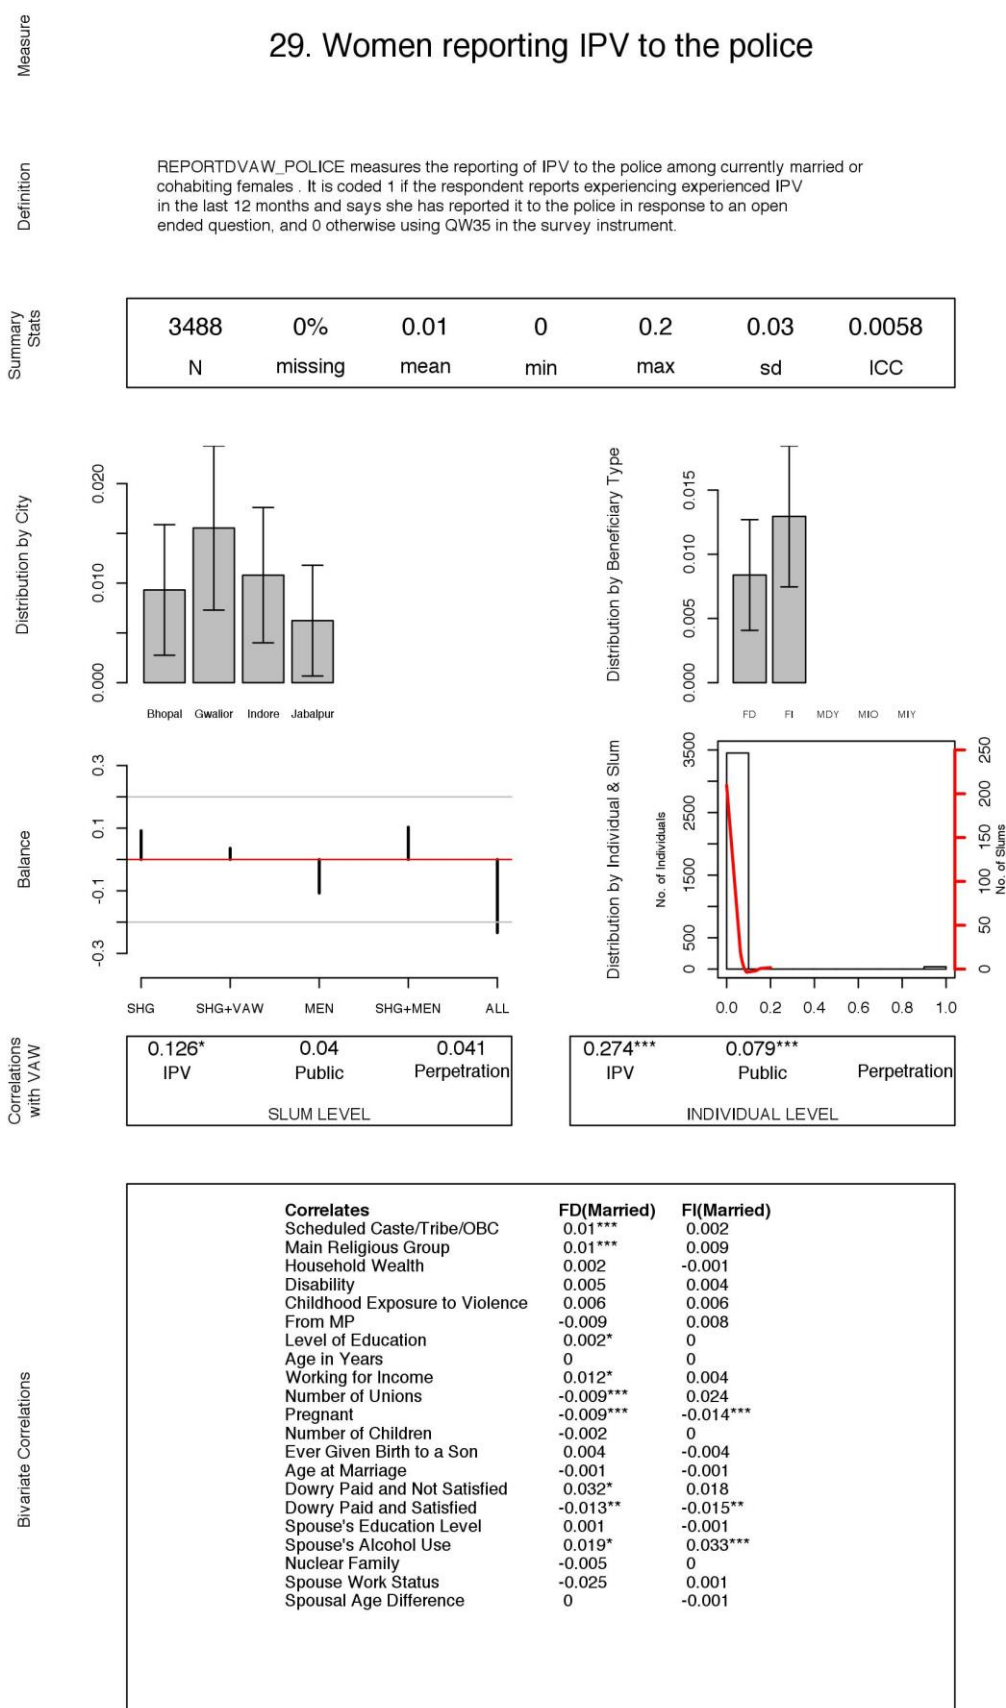 Measure
29. Women reporting IPV to the police
Definition
REPORTDVAW_POLICE measures the reporting of IPV to the police among currently married or
cohabiting females . It is coded 1 if the respondent reports experiencing experienced IPV
in the last 12 months and says she has reported it to the police in response to an open
ended question, and 0 otherwise using QW35 in the survey instrument.
Summary
Stats
3488 0% 0.01 0 0.2 0.03 0.0058
N missing mean min max sd ICC
Distribution by City
0.020
0.010
0.000
Bhopal Gwalior Indore Jabalpur
Distribution by Beneficiary Type
0.015
0.010
0.005
0.000
FD FI MDY MIO MIY
Balance
0.3
0.1
-0.1
-0.3
SHG SHG+VAW MEN SHG+MEN ALL
Distribution by Individual & Slum
No. of Individuals
3500
2500
1500
500
0
250
200
150
100
50
0
No. of Slums
0.0 0.2 0.4 0.6 0.8 1.0
Correlations
with VAW
0.126* 0.04 0.041
IPV Public Perpetration
SLUM LEVEL
0.274*** 0.079***
IPV Public Perpetration
INDIVIDUAL LEVEL
Bivariate Correlations
Correlates FD(Married) FI(Married)
Scheduled Caste/Tribe/OBC 0.01*** 0.002
Main Religious Group 0.01*** 0.009
Household Wealth 0.002 -0.001
Disability 0.005 0.004
Childhood Exposure to Violence 0.006 0.006
From MP -0.009 0.008
Level of Education 0.002* 0
Age in Years 0 0
Working for Income 0.012* 0.004
Number of Unions -0.009*** 0.024
Pregnant -0.009*** -0.014***
Number of Children -0.002 0
Ever Given Birth to a Son 0.004 -0.004
Age at Marriage -0.001 -0.001
Dowry Paid and Not Satisfied 0.032* 0.018
Dowry Paid and Satisfied -0.013** -0.015**
Spouse's Education Level 0.001 -0.001
Spouse's Alcohol Use 0.019* 0.033***
Nuclear Family -0.005 0
Spouse Work Status -0.025 0.001
Spousal Age Difference 0 -0.001